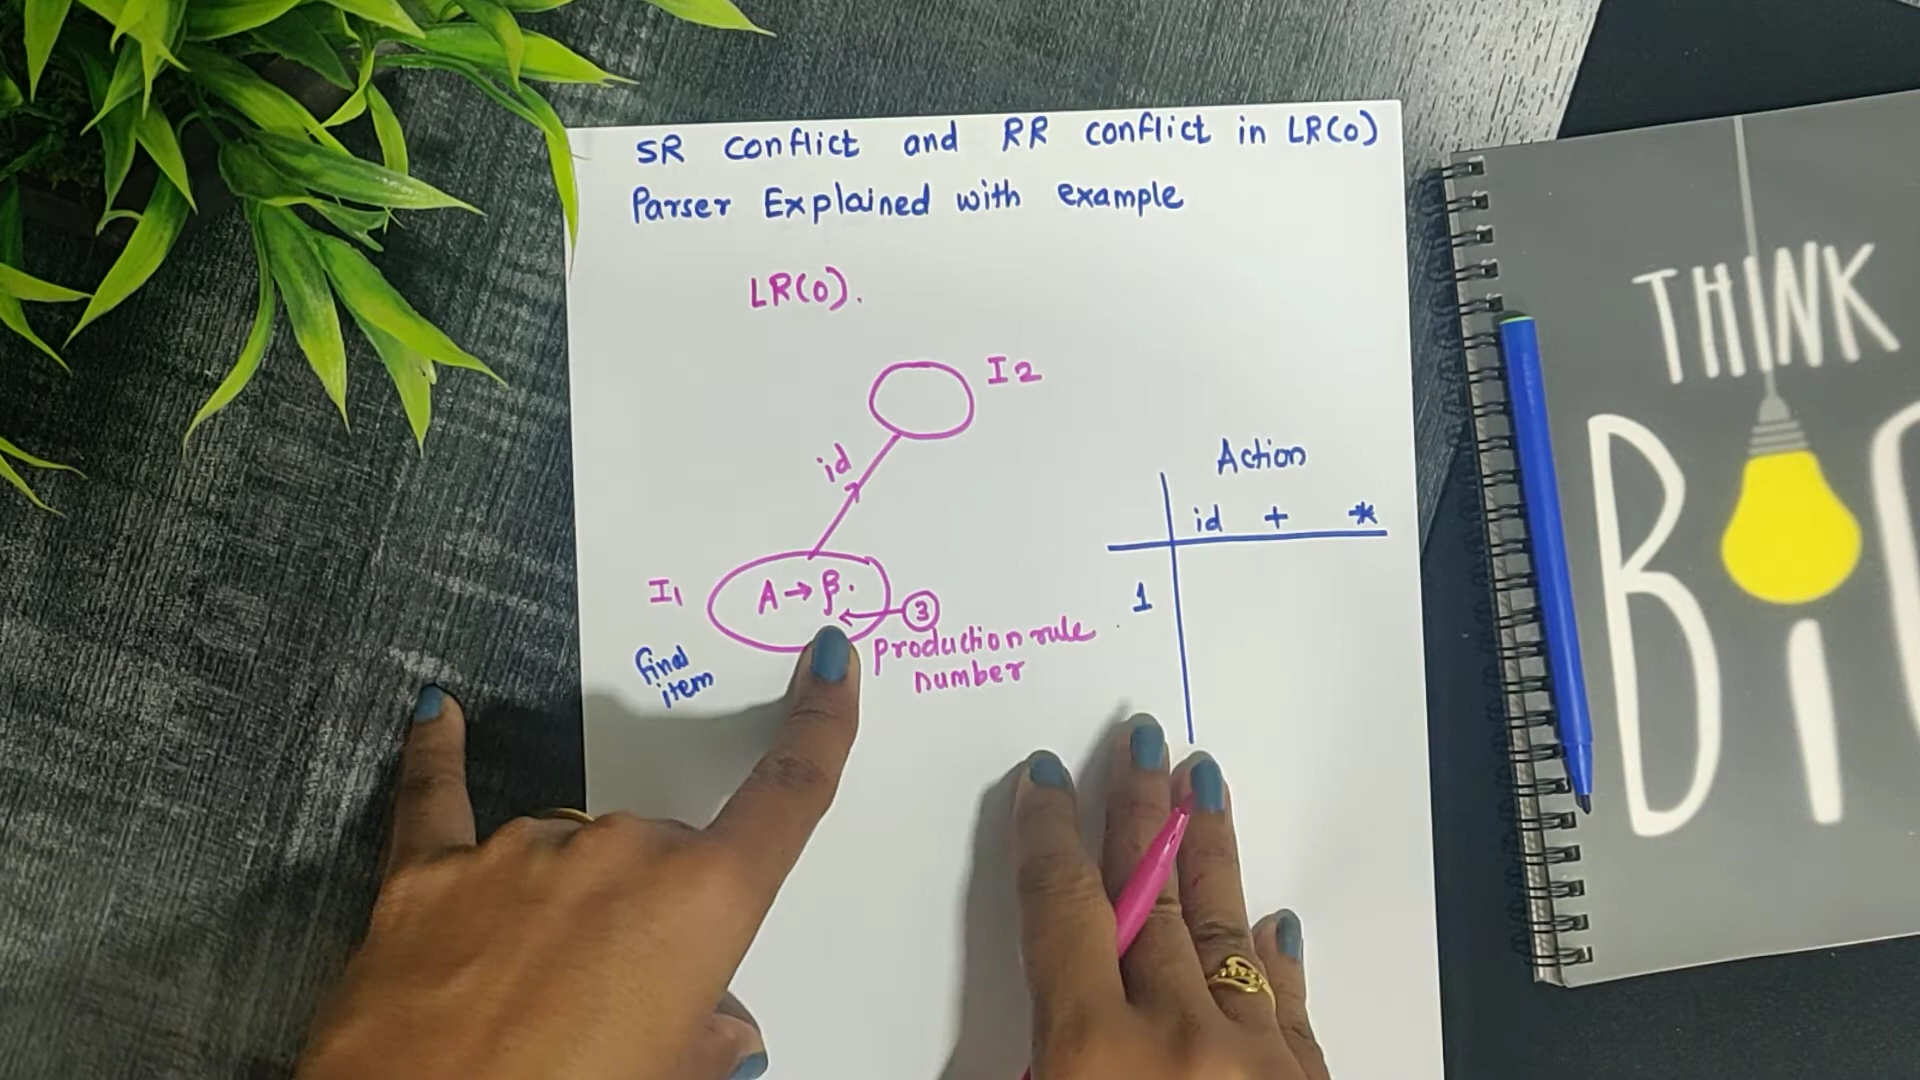 SR conflict and RR conflict in LR(0)
Parser Explained with example
LR(0).
I2
id
Action
id + *
I1
A→β.
3
1
Production rule
number
final
item
THINK